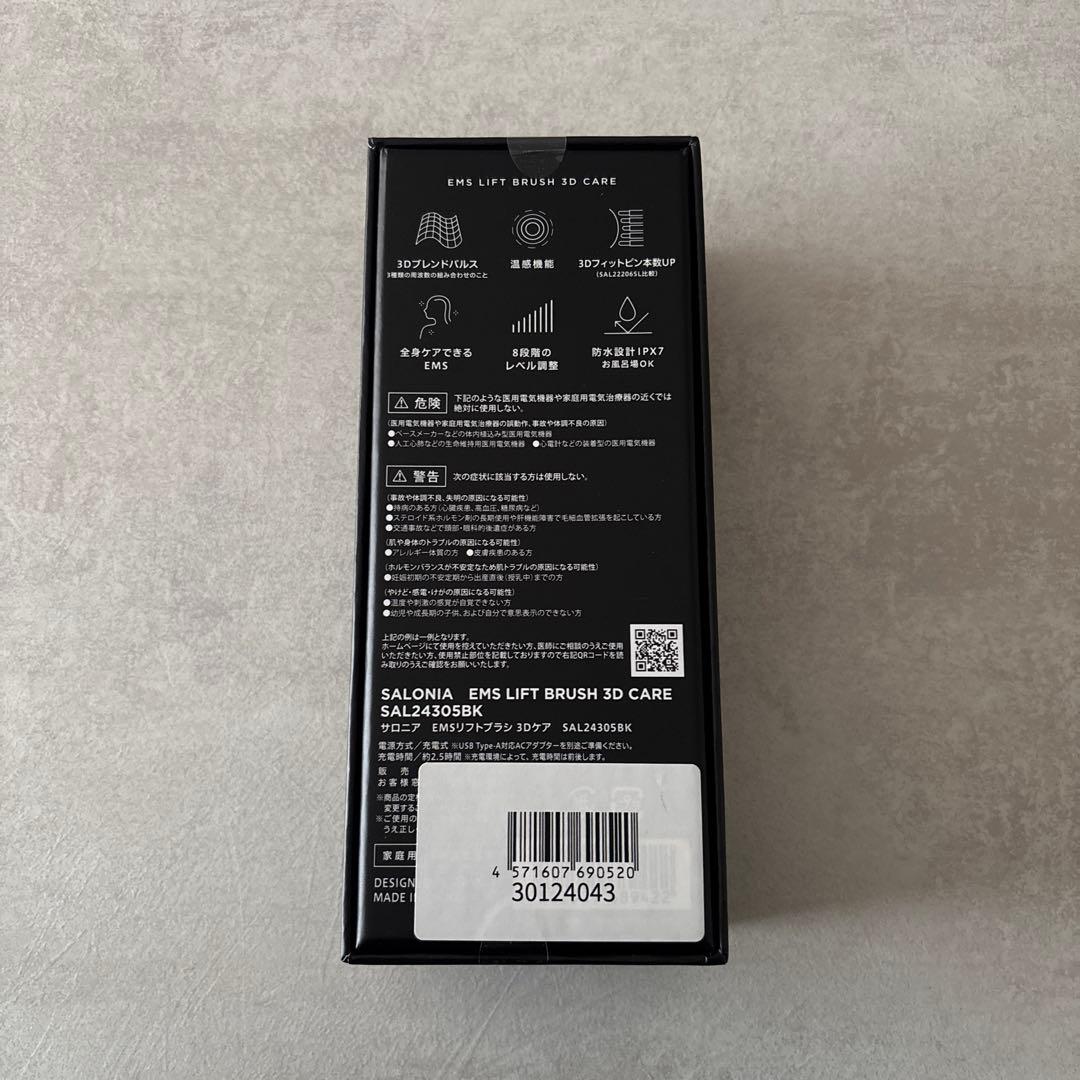 EMS LIFT BRUSH 3D CARE
3Dブレンドパルス
3種類の周波数の組み合わせのこと
温感機能
3Dフィットピン本数UP
(SAL22206SL比較)
全身ケアできる
EMS
8段階の
レベル調整
防水設計IPX7
お風呂場OK
⚠ 危険
下記のような医用電気機器や家庭用電気治療器の近くでは
絶対に使用しない。
(医用電気機器や家庭用電気治療器の誤動作、事故や体調不良の原因)
●ペースメーカーなどの体内植込み型医用電気機器
●人工心肺などの生命維持用医用電気機器 ●心電計などの装着型の医用電気機器
⚠ 警告
次の症状に該当する方は使用しない。
(事故や体調不良、失明の原因になる可能性)
●持病のある方(心臓疾患、高血圧、糖尿病など)
●ステロイド系ホルモン剤の長期使用や肝機能障害で毛細血管拡張を起こしている方
●交通事故などで頸部・眼科的後遺症がある方
(肌や身体のトラブルの原因になる可能性)
●アレルギー体質の方 ●皮膚疾患のある方
(ホルモンバランスが不安定なため肌トラブルの原因になる可能性)
●妊娠初期の不安定期から出産直後(授乳中)までの方
(やけど・感電・けがの原因になる可能性)
●温度や刺激の感覚が自覚できない方
●幼児や成長期の子供、および自分で意思表示のできない方
上記の例は一例となります。
ホームページにて使用を控えていただきたい方、医師にご相談のうえご使用
いただきたい方、使用禁止部位を記載しておりますので右記QRコードを読
み取りのうえご確認をお願いいたします。
SALONIA EMS LIFT BRUSH 3D CARE
SAL24305BK
サロニア EMSリフトブラシ 3Dケア SAL24305BK
電源方式/充電式 ※USB Type-A対応ACアダプターを別途ご準備ください。
充電時間/約2.5時間 ※充電環境によって、充電時間は前後します。
販売
お客様窓
※商品の定
変更する
※ご使用の
うえ正し
家庭用
DESIGN
MADE I
4 571607 690520
30124043